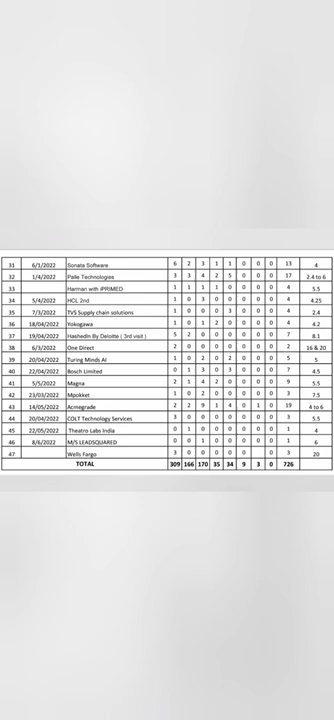 31 6/1/2022 Sonata Software 6 2 3 1 1 0 0 0 13 4
32 1/4/2022 Palle Technologies 3 3 4 2 5 0 0 0 17 2.4 to 6
33 Harman with iPRIMED 1 1 1 1 0 0 0 0 4 5.5
34 5/4/2022 HCL 2nd 1 0 3 0 0 0 0 0 4 4.25
35 7/3/2022 TVS Supply chain solutions 1 0 0 0 3 0 0 0 4 2.4
36 18/04/2022 Yokogawa 1 0 1 2 0 0 0 0 4 4.2
37 19/04/2022 HashedIn By Deloitte ( 3rd visit ) 5 2 0 0 0 0 0 0 7 8.1
38 6/3/2022 One Direct 2 0 0 0 0 0 0 0 2 16 & 20
39 20/04/2022 Turing Minds AI 1 0 2 0 2 0 0 0 5 5
40 22/04/2022 Bosch Limited 0 1 3 0 3 0 0 0 7 4.5
41 5/5/2022 Magna 2 1 4 2 0 0 0 0 9 5.5
42 23/03/2022 Mpokket 1 0 2 0 0 0 0 0 3 7.5
43 14/05/2022 Acmegrade 2 2 9 1 4 0 1 0 19 4 to 6
44 20/04/2022 COLT Technology Services 3 0 0 0 0 0 0 0 3 5.5
45 22/05/2022 Theatro Labs India 0 1 0 0 0 0 0 0 1 4
46 8/6/2022 M/S LEADSQUARED 0 0 1 0 0 0 0 0 1 6
47 Wells Fargo 3 0 0 0 0 0 0 0 3 20
TOTAL 309 166 170 35 34 9 3 0 726